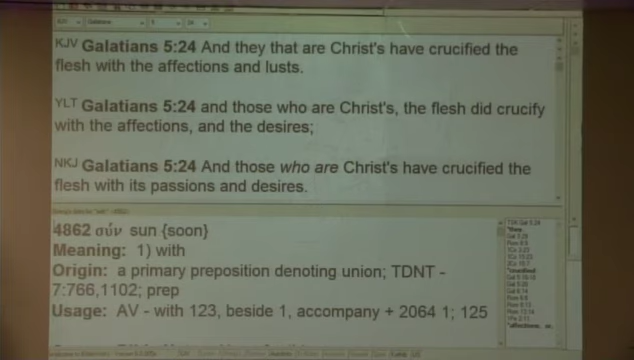 KJV Galatians 5:24 And they that are Christ's have crucified the
flesh with the affections and lusts.
YLT Galatians 5:24 and those who are Christ's, the flesh did crucify
with the affections, and the desires;
NKJ Galatians 5:24 And those who are Christ's have crucified the
flesh with its passions and desires.
4862 σύν sun {soon}
Meaning: 1) with
Origin: a primary preposition denoting union; TDNT -
7:766,1102; prep
Usage: AV - with 123, beside 1, accompany + 2064 1; 125